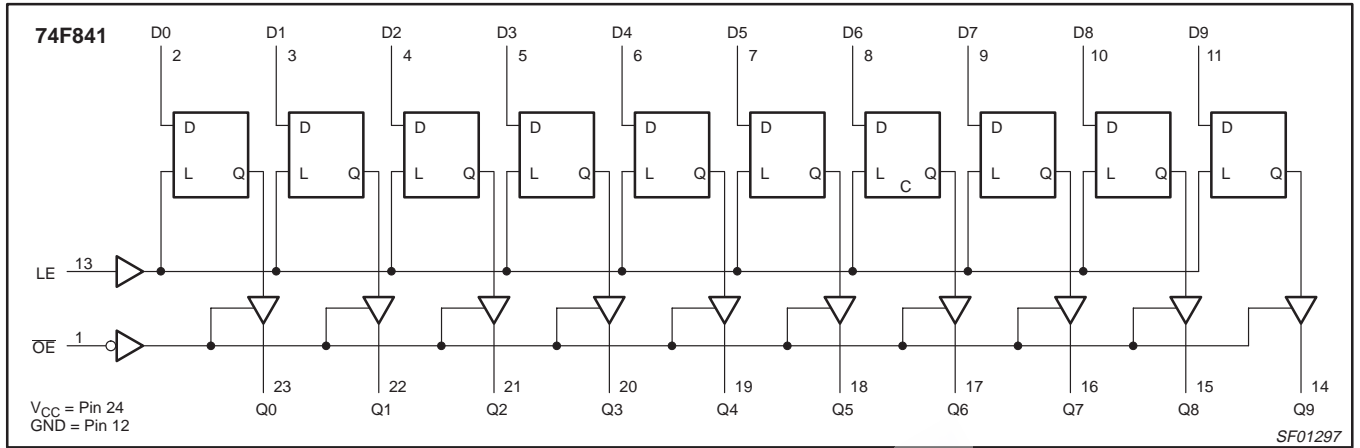 74F841
D0 D1 D2 D3 D4 D5 D6 D7 D8 D9
2 3 4 5 6 7 8 9 10 11
D D D D D D D D D D
L Q L Q L Q L Q L Q L Q L Q L Q L Q L Q
C
LE 13
OE 1
23 22 21 20 19 18 17 16 15 14
Q0 Q1 Q2 Q3 Q4 Q5 Q6 Q7 Q8 Q9
VCC = Pin 24
GND = Pin 12
SF01297